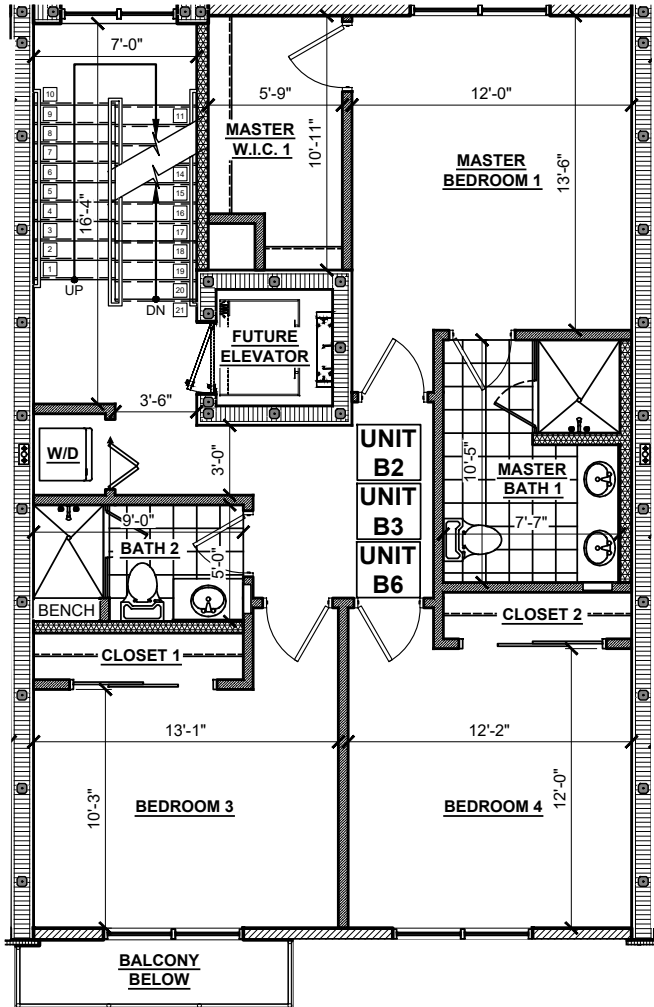 7'-0"
5'-9"
12'-0"
MASTER
W.I.C. 1
10'-11"
MASTER
BEDROOM 1
13'-6"
10
9
8
7
6
5
4
3
2
1
11
14
15
16
17
18
19
20
21
16'-4"
UP
DN
FUTURE
ELEVATOR
3'-6"
W/D
3'-0"
UNIT
B2
UNIT
B3
UNIT
B6
10'-5"
MASTER
BATH 1
7'-7"
9'-0"
BATH 2
5'-0"
BENCH
CLOSET 1
CLOSET 2
13'-1"
12'-2"
10'-3"
BEDROOM 3
BEDROOM 4
12'-0"
BALCONY
BELOW